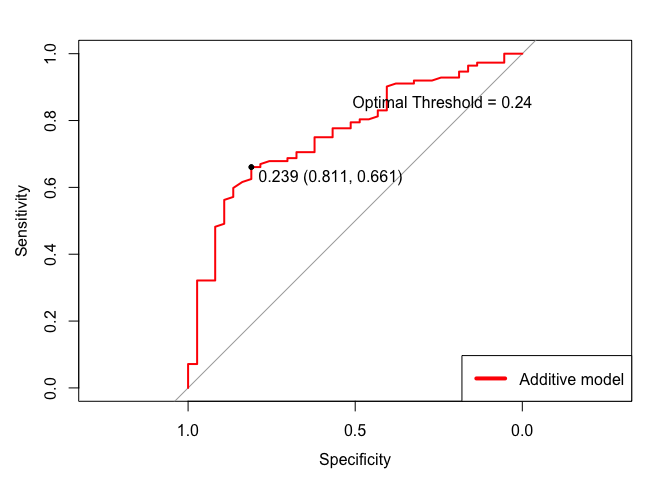 1.0
0.8
0.6
0.4
0.2
0.0
Sensitivity
Optimal Threshold = 0.24
0.239 (0.811, 0.661)
Additive model
1.0 0.5 0.0
Specificity